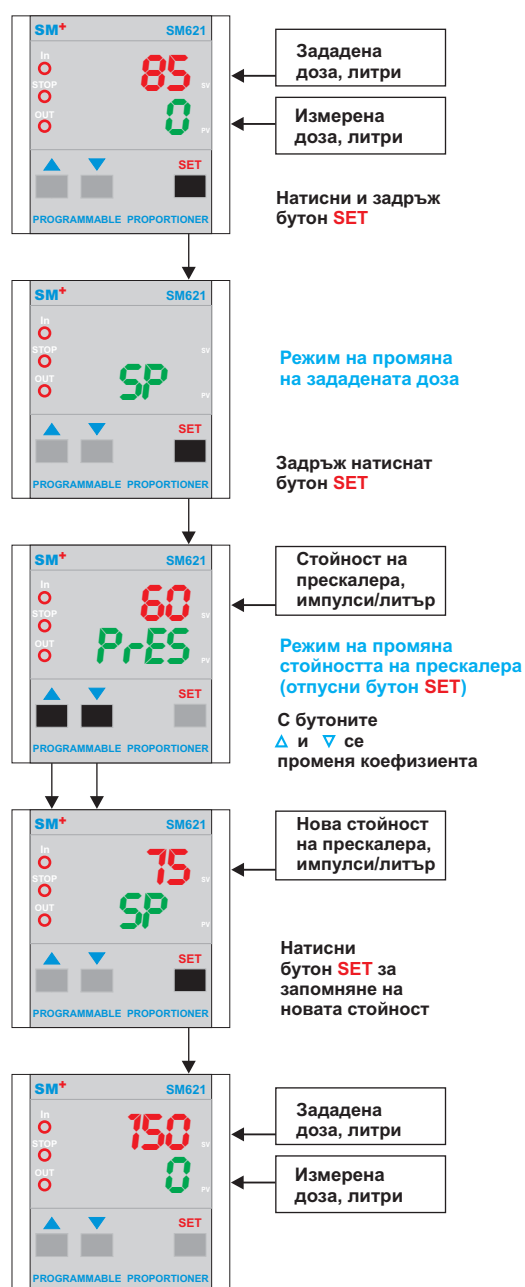 SM+ SM621
In
85 SV
STOP
OUT
0 PV
SET
PROGRAMMABLE PROPORTIONER
Зададена
доза, литри
Измерена
доза, литри
Натисни и задръж
бутон SET
SM+ SM621
In
STOP
SV
OUT
SP PV
SET
PROGRAMMABLE PROPORTIONER
Режим на промяна
на зададената доза
Задръж натиснат
бутон SET
SM+ SM621
In
60 SV
STOP
OUT
PrES PV
SET
PROGRAMMABLE PROPORTIONER
Стойност на
прескалера,
импулси/литър
Режим на промяна
стойността на прескалера
(отпусни бутон SET)
С бутоните
△ и ▽ се
променя коефизиента
SM+ SM621
In
75 SV
STOP
OUT
SP PV
SET
PROGRAMMABLE PROPORTIONER
Нова стойност
на прескалера,
импулси/литър
Натисни
бутон SET за
запомняне на
новата стойност
SM+ SM621
In
150 SV
STOP
OUT
0 PV
SET
PROGRAMMABLE PROPORTIONER
Зададена
доза, литри
Измерена
доза, литри